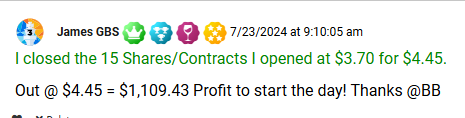 James GBS 7/23/2024 at 9:10:05 am
I closed the 15 Shares/Contracts I opened at $3.70 for $4.45.
Out @ $4.45 = $1,109.43 Profit to start the day! Thanks @BB